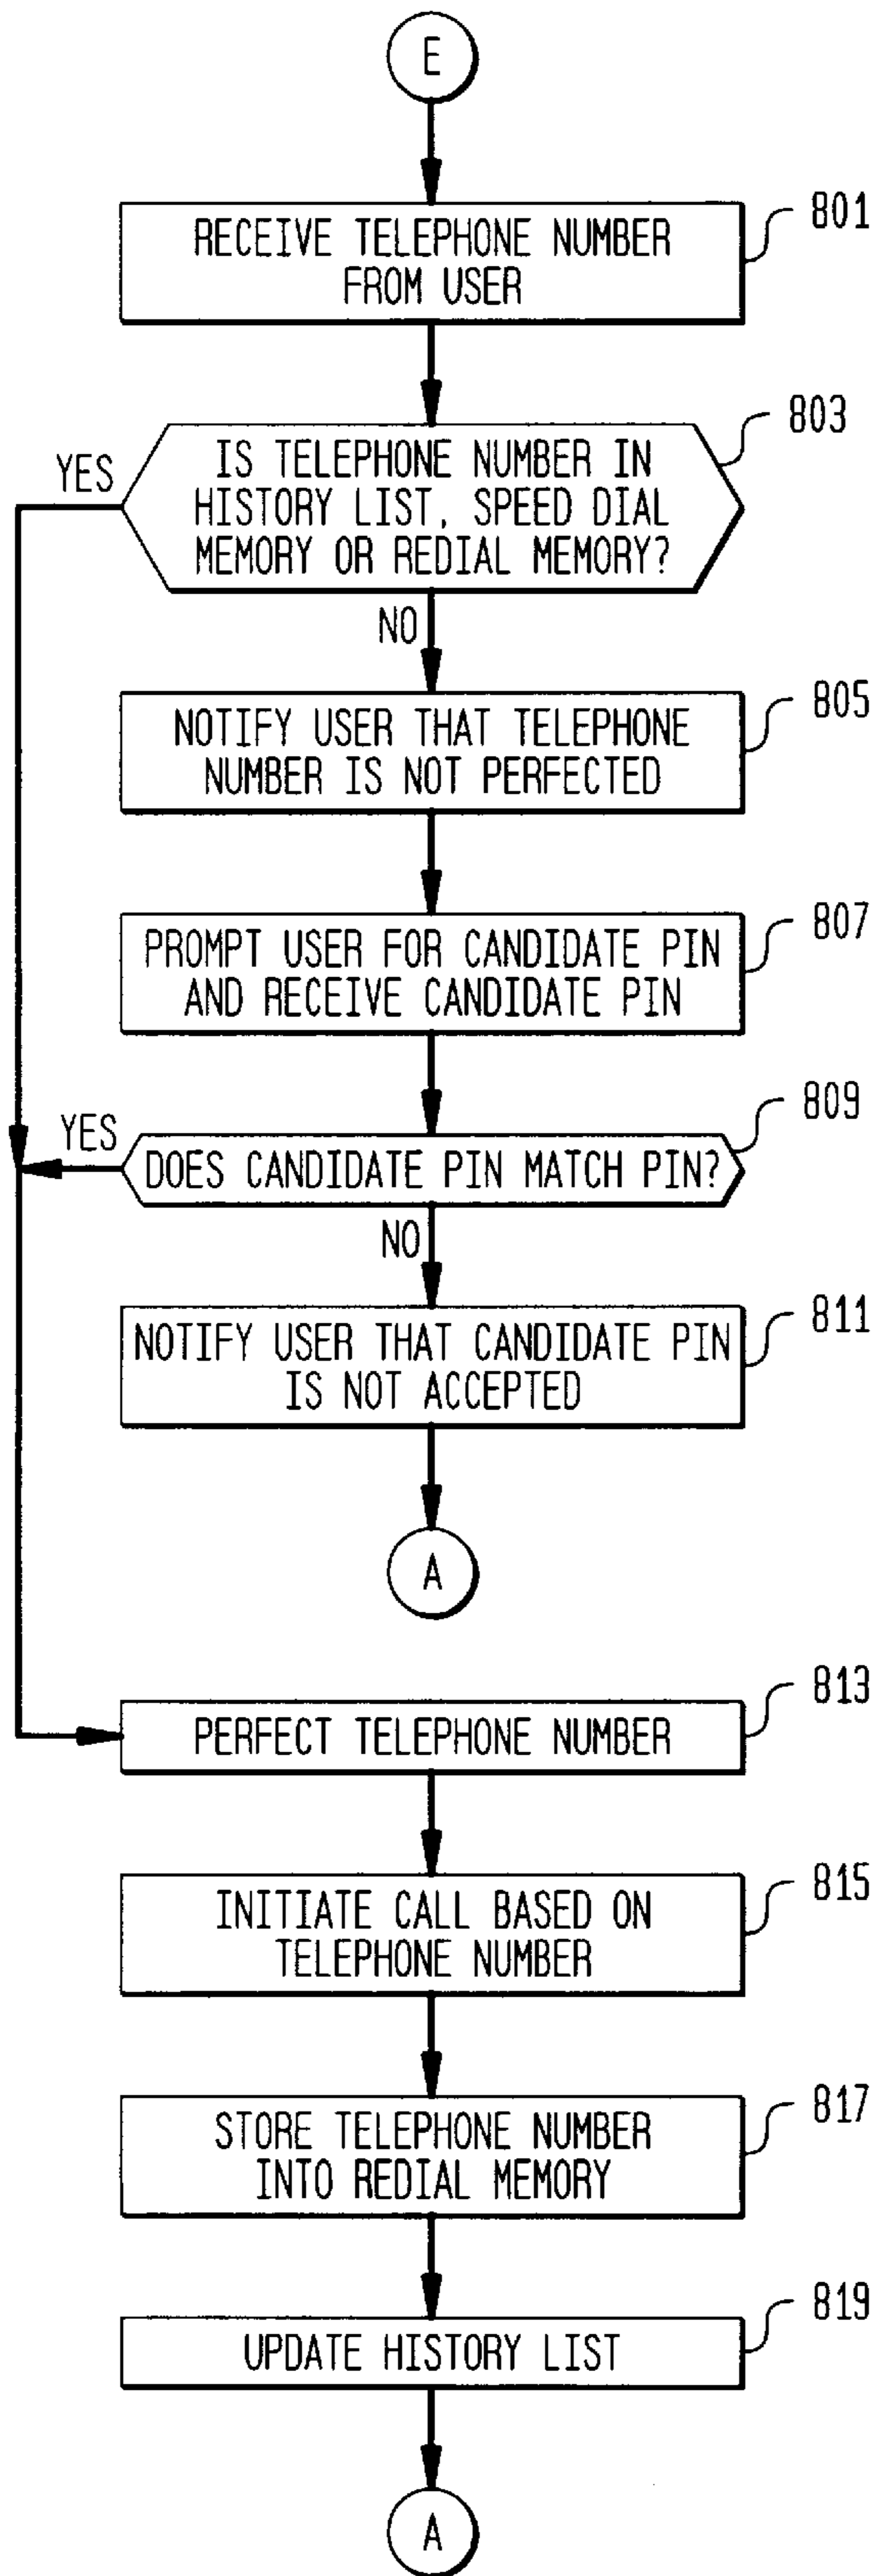 E
RECEIVE TELEPHONE NUMBER
FROM USER
801
IS TELEPHONE NUMBER IN
HISTORY LIST, SPEED DIAL
MEMORY OR REDIAL MEMORY?
803
YES
NO
NOTIFY USER THAT TELEPHONE
NUMBER IS NOT PERFECTED
805
PROMPT USER FOR CANDIDATE PIN
AND RECEIVE CANDIDATE PIN
807
DOES CANDIDATE PIN MATCH PIN?
809
YES
NO
NOTIFY USER THAT CANDIDATE PIN
IS NOT ACCEPTED
811
A
PERFECT TELEPHONE NUMBER
813
INITIATE CALL BASED ON
TELEPHONE NUMBER
815
STORE TELEPHONE NUMBER
INTO REDIAL MEMORY
817
UPDATE HISTORY LIST
819
A